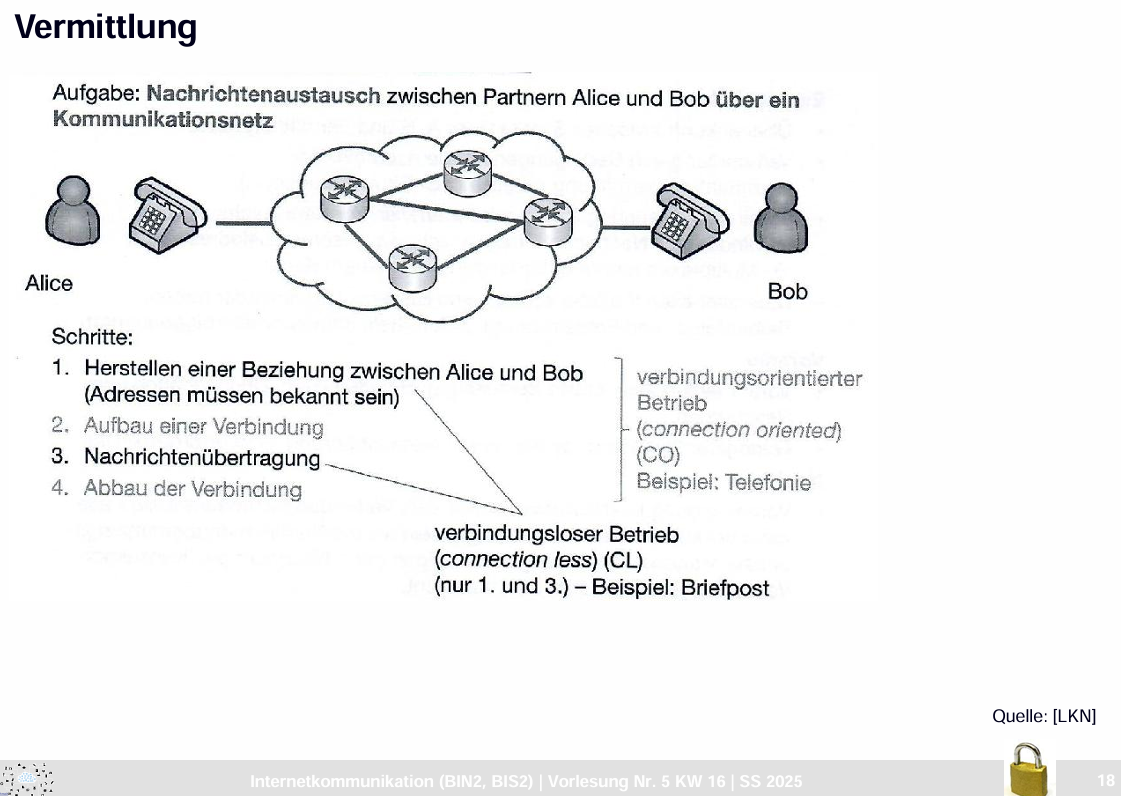 Vermittlung
Aufgabe: Nachrichtenaustausch zwischen Partnern Alice und Bob über ein
Kommunikationsnetz
Alice
Bob
Schritte:
1. Herstellen einer Beziehung zwischen Alice und Bob
(Adressen müssen bekannt sein)
2. Aufbau einer Verbindung
3. Nachrichtenübertragung
4. Abbau der Verbindung
verbindungsorientierter
Betrieb
(connection oriented)
(CO)
Beispiel: Telefonie
verbindungsloser Betrieb
(connection less) (CL)
(nur 1. und 3.) – Beispiel: Briefpost
Quelle: [LKN]
Internetkommunikation (BIN2, BIS2) | Vorlesung Nr. 5 KW 16 | SS 2025
18